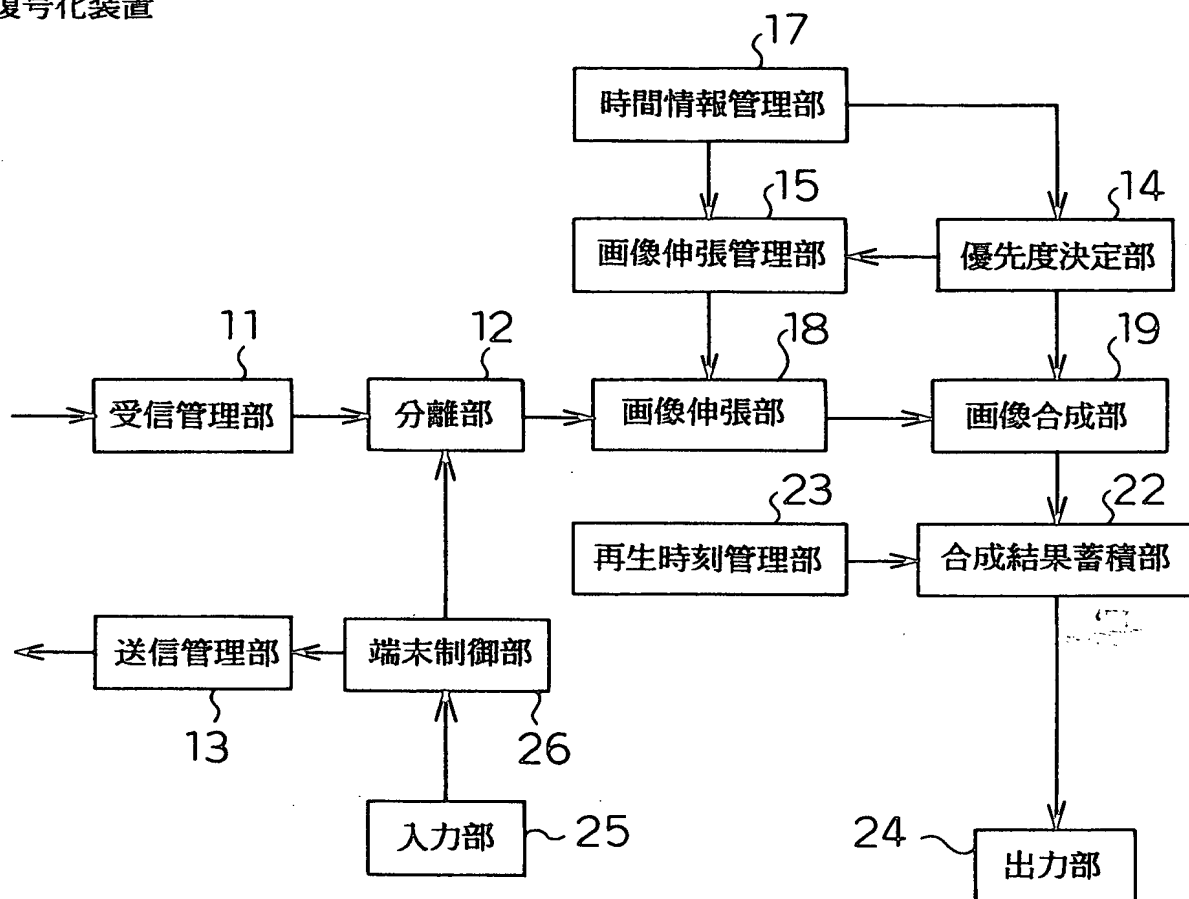 復号化装置
17
時間情報管理部
15
画像伸張管理部
14
優先度決定部
11
受信管理部
12
分離部
18
画像伸張部
19
画像合成部
23
再生時刻管理部
22
合成結果蓄積部
送信管理部
13
端末制御部
26
入力部
25
24
出力部